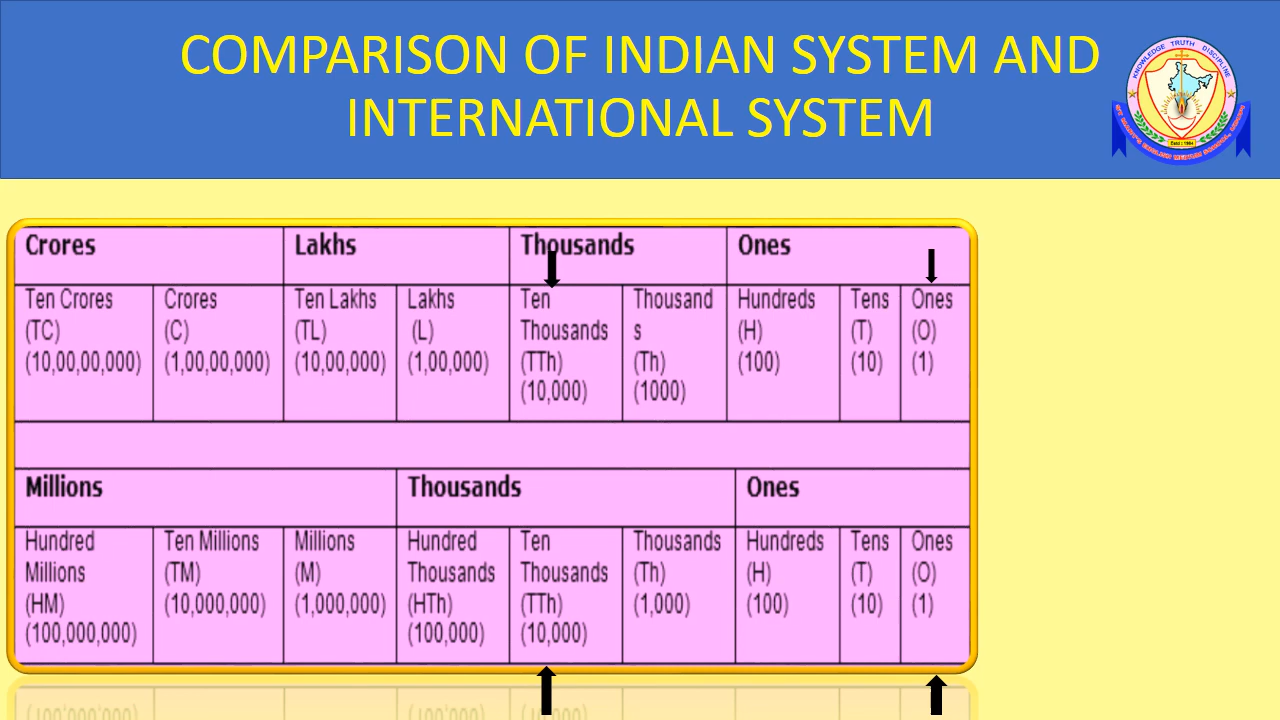 COMPARISON OF INDIAN SYSTEM AND
INTERNATIONAL SYSTEM
KNOWLEDGE TRUTH DISCIPLINE
Estd : 1984
Crores Lakhs Thousands Ones
Ten Crores (TC) (10,00,00,000)
Crores (C) (1,00,00,000)
Ten Lakhs (TL) (10,00,000)
Lakhs (L) (1,00,000)
Ten Thousands (TTh) (10,000)
Thousand s (Th) (1000)
Hundreds (H) (100)
Tens (T) (10)
Ones (O) (1)
Millions Thousands Ones
Hundred Millions (HM) (100,000,000)
Ten Millions (TM) (10,000,000)
Millions (M) (1,000,000)
Hundred Thousands (HTh) (100,000)
Ten Thousands (TTh) (10,000)
Thousands (Th) (1,000)
Hundreds (H) (100)
Tens (T) (10)
Ones (O) (1)